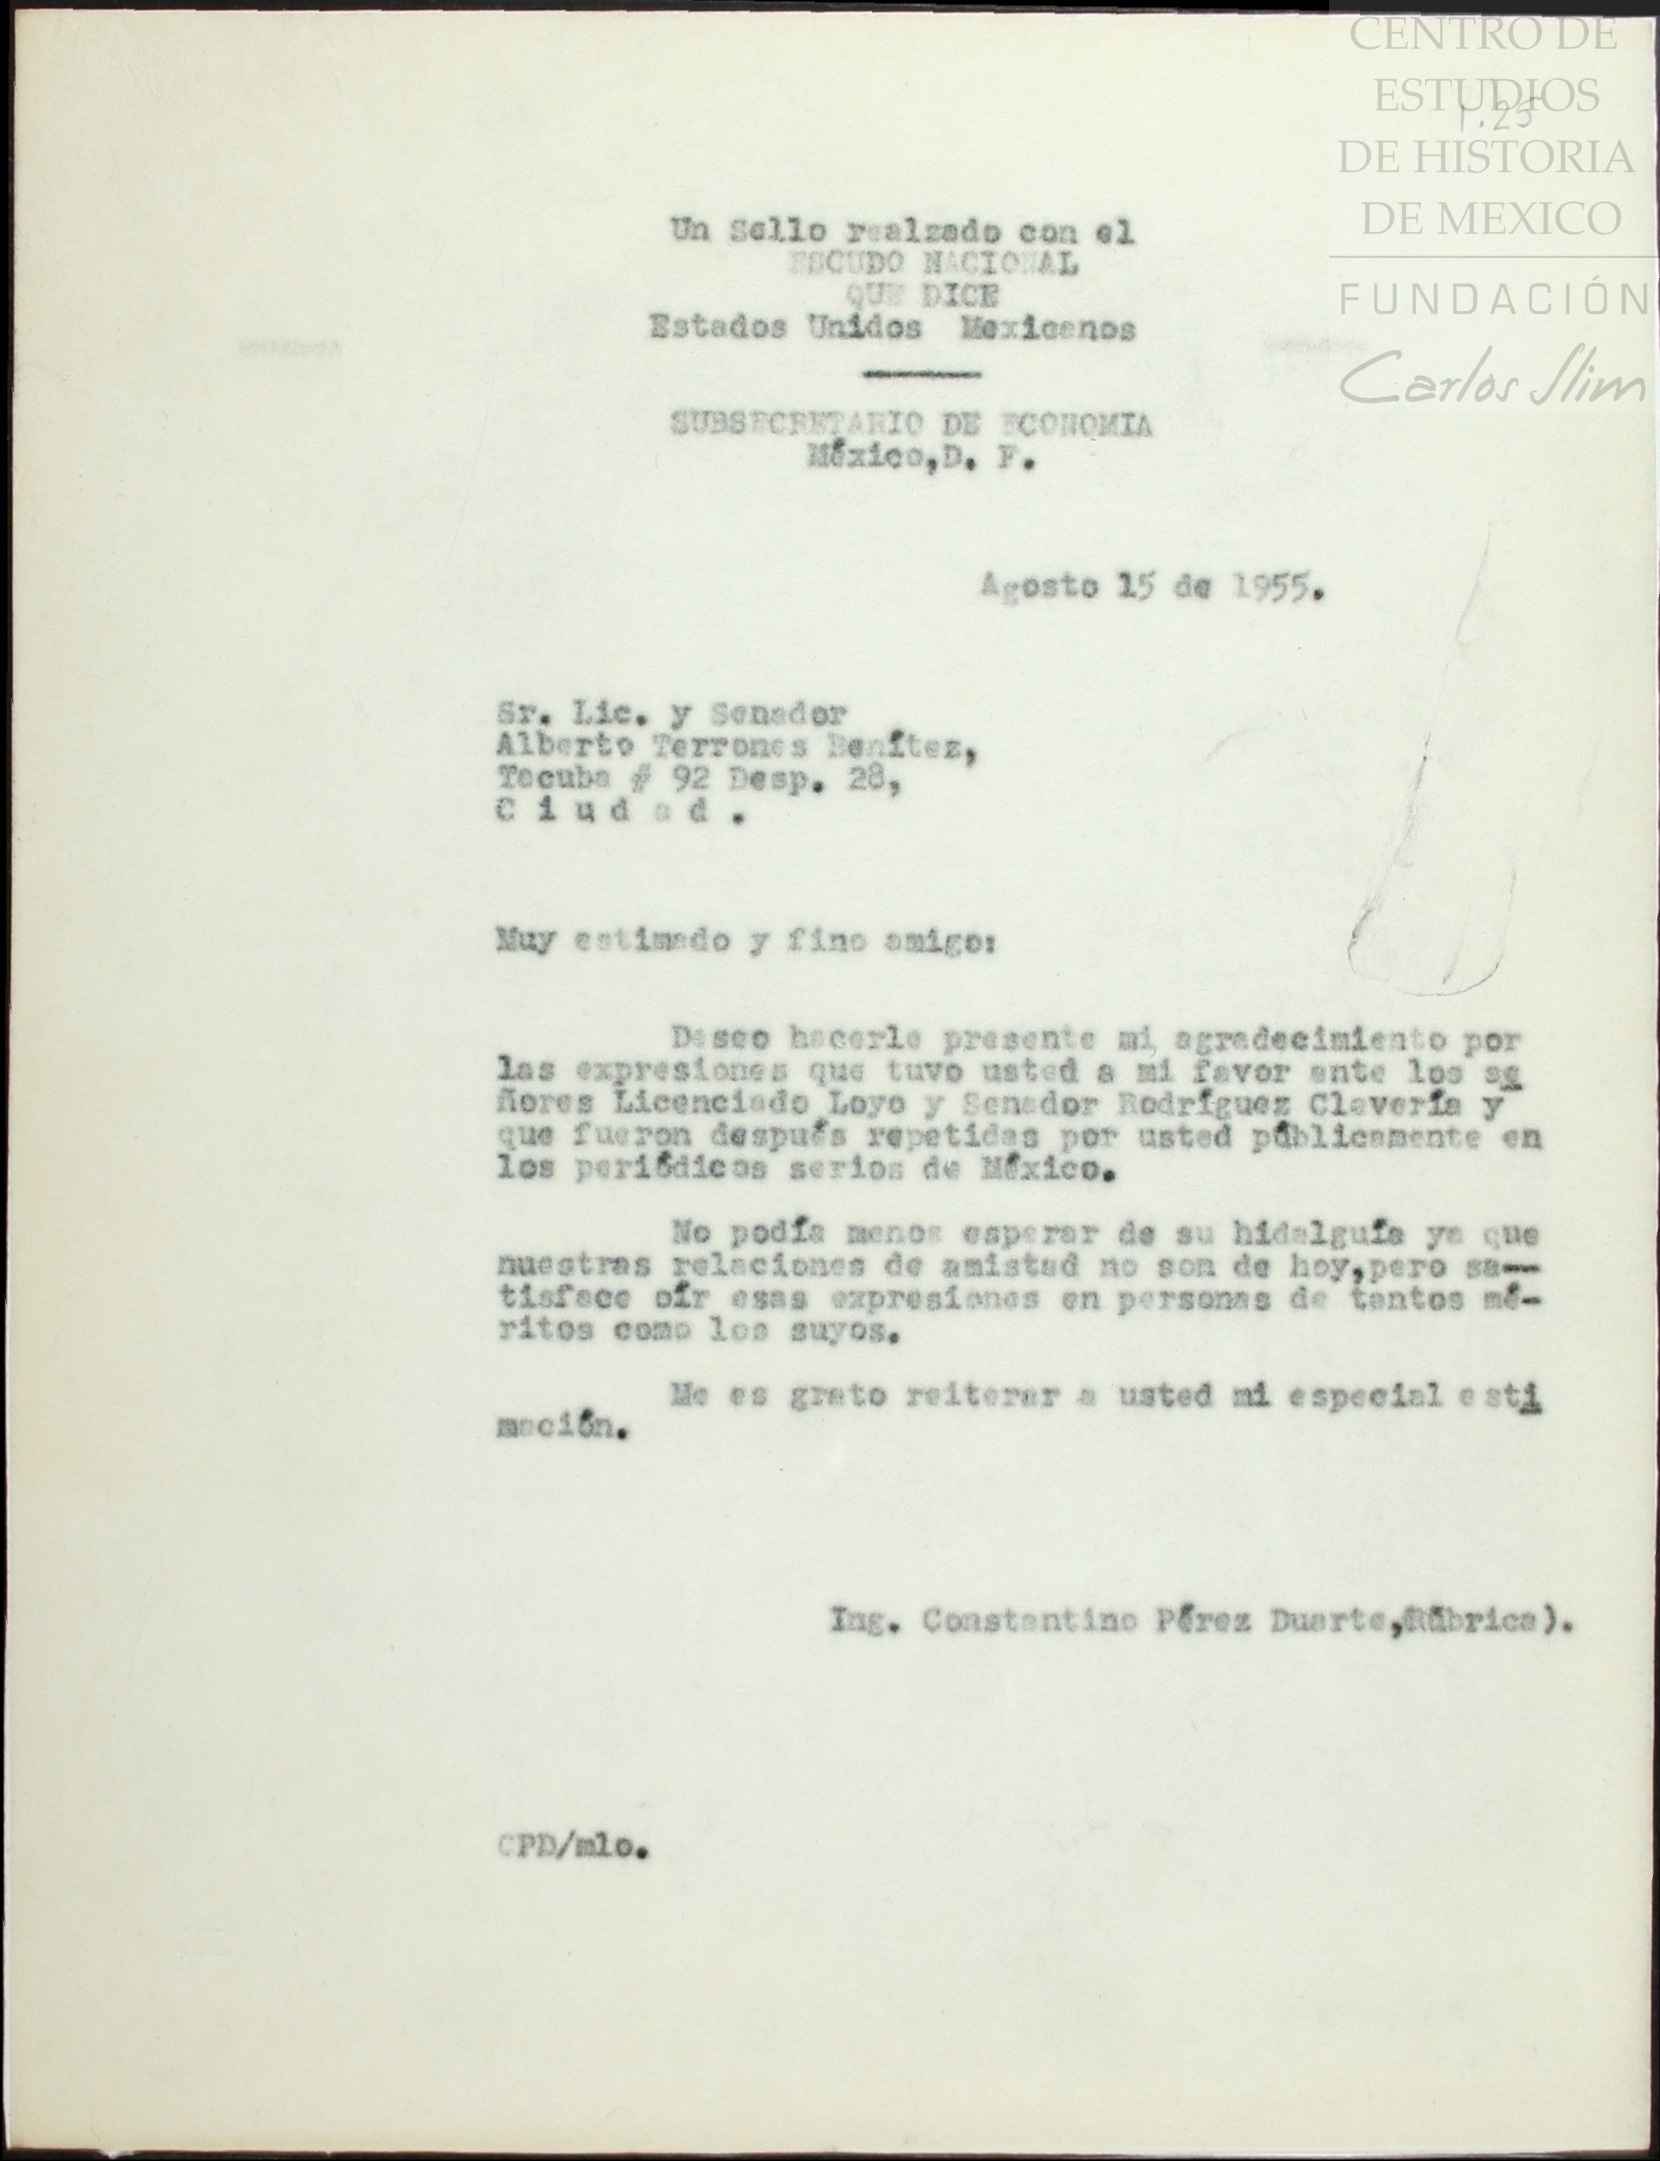 CENTRO DE
ESTUDIOS
1.25
DE HISTORIA
DE MEXICO
FUNDACIÓN
Carlos Slim
Un Sello realzado con el
ESCUDO NACIONAL
QUE DICE
Estados Unidos Mexicanos
SUBSECRETARIO DE ECONOMIA
México,D. F.
Agosto 15 de 1955.
Sr. Lic. y Senador
Alberto Terrones Benítez,
Tacuba # 92 Desp. 28,
C i u d a d .
Muy estimado y fino amigo:
Deseo hacerle presente mi agradecimiento por
las expresiones que tuvo usted a mi favor ante los se
ñores Licenciado Loyo y Senador Rodríguez Clavería y
que fueron después repetidas por usted públicamente en
los periódicos serios de México.
No podía menos esperar de su hidalguía ya que
nuestras relaciones de amistad no son de hoy,pero sa--
tisface oír esas expresiones en personas de tantos mé-
ritos como los suyos.
Me es grato reiterar a usted mi especial esti
mación.
Ing. Constantino Pérez Duarte,(Rúbrica).
CPD/mlo.